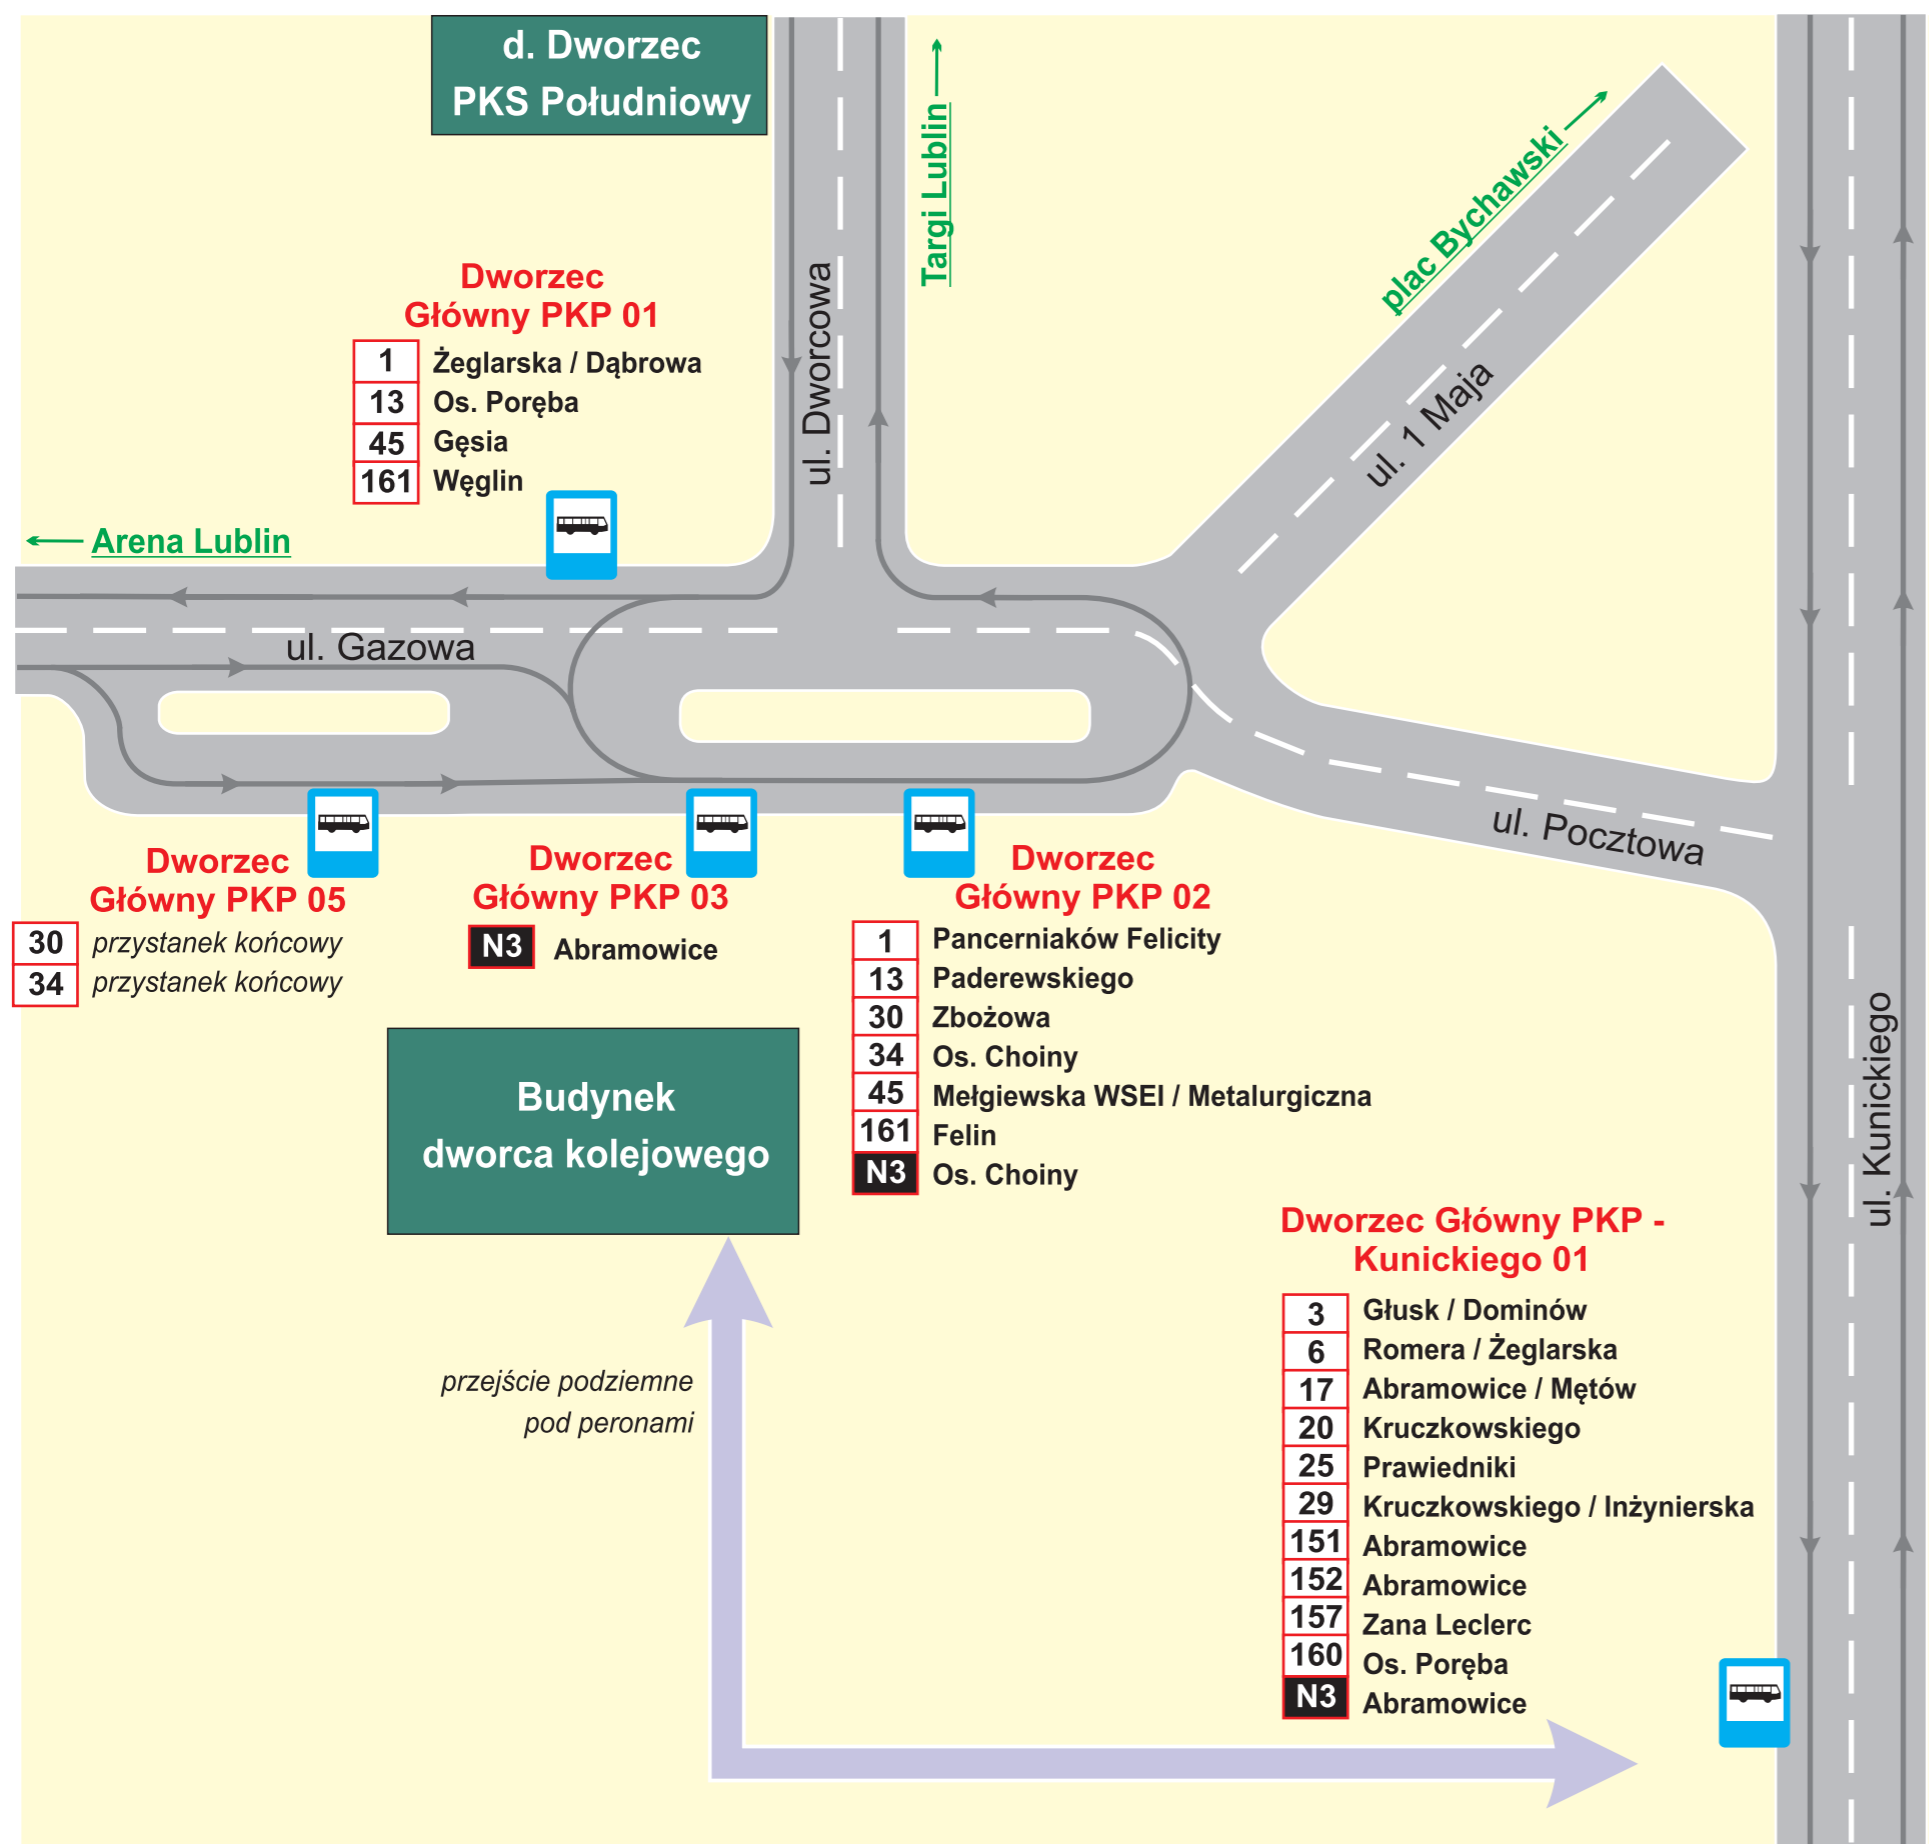 d. Dworzec
PKS Południowy
Targi Lublin
plac Bychawski
ul. Dworcowa
ul. 1 Maja
Dworzec
Główny PKP 01
1 Żeglarska / Dąbrowa
13 Os. Poręba
45 Gęsia
161 Węglin
Arena Lublin
ul. Gazowa
ul. Pocztowa
ul. Kunickiego
Dworzec
Główny PKP 05
30 przystanek końcowy
34 przystanek końcowy
Dworzec
Główny PKP 03
N3 Abramowice
Dworzec
Główny PKP 02
1 Pancerniaków Felicity
13 Paderewskiego
30 Zbożowa
34 Os. Choiny
45 Mełgiewska WSEI / Metalurgiczna
161 Felin
N3 Os. Choiny
Budynek
dworca kolejowego
przejście podziemne
pod peronami
Dworzec Główny PKP -
Kunickiego 01
3 Głusk / Dominów
6 Romera / Żeglarska
17 Abramowice / Mętów
20 Kruczkowskiego
25 Prawiedniki
29 Kruczkowskiego / Inżynierska
151 Abramowice
152 Abramowice
157 Zana Leclerc
160 Os. Poręba
N3 Abramowice